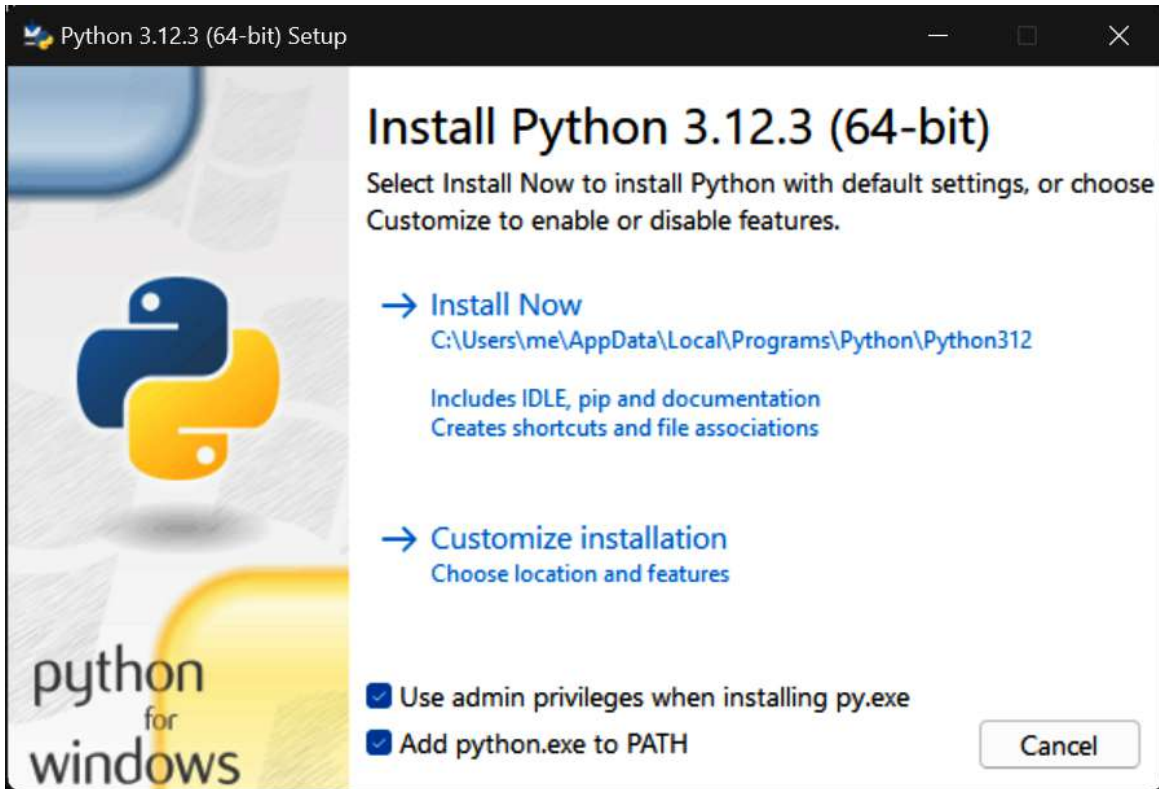 Python 3.12.3 (64-bit) Setup
Install Python 3.12.3 (64-bit)
Select Install Now to install Python with default settings, or choose
Customize to enable or disable features.
Install Now
C:\Users\me\AppData\Local\Programs\Python\Python312
Includes IDLE, pip and documentation
Creates shortcuts and file associations
Customize installation
Choose location and features
Use admin privileges when installing py.exe
Add python.exe to PATH
Cancel
python
for
windows